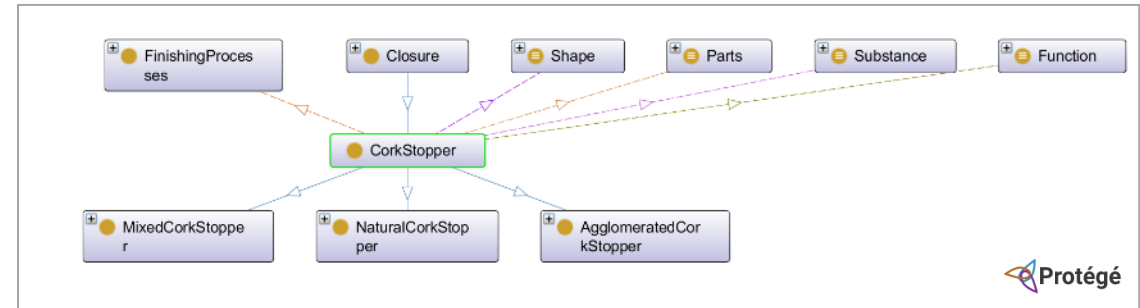 FinishingProces
ses
Closure
Shape
Parts
Substance
Function
CorkStopper
MixedCorkStoppe
r
NaturalCorkStop
per
AgglomeratedCor
kStopper
Protégé